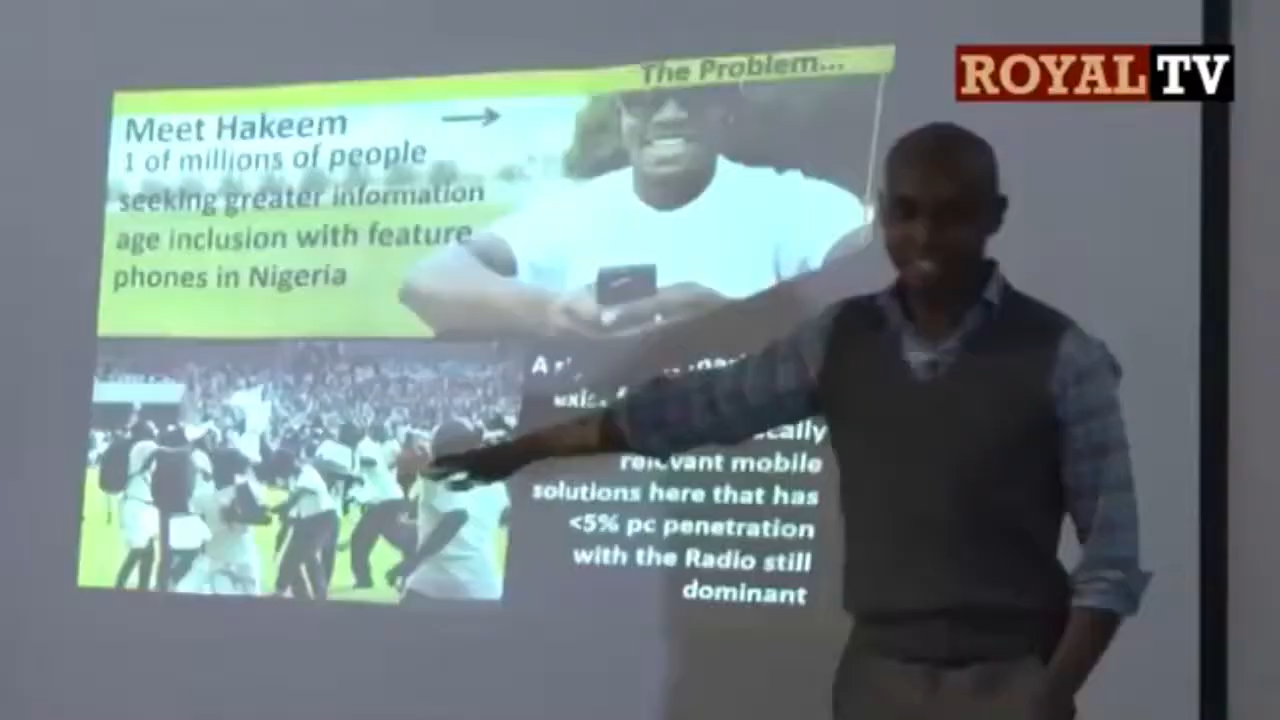 ROYAL TV
The Problem...
Meet Hakeem
1 of millions of people
seeking greater information
age inclusion with feature
phones in Nigeria
A
relevant mobile
solutions here that has
<5% pc penetration
with the Radio still
dominant